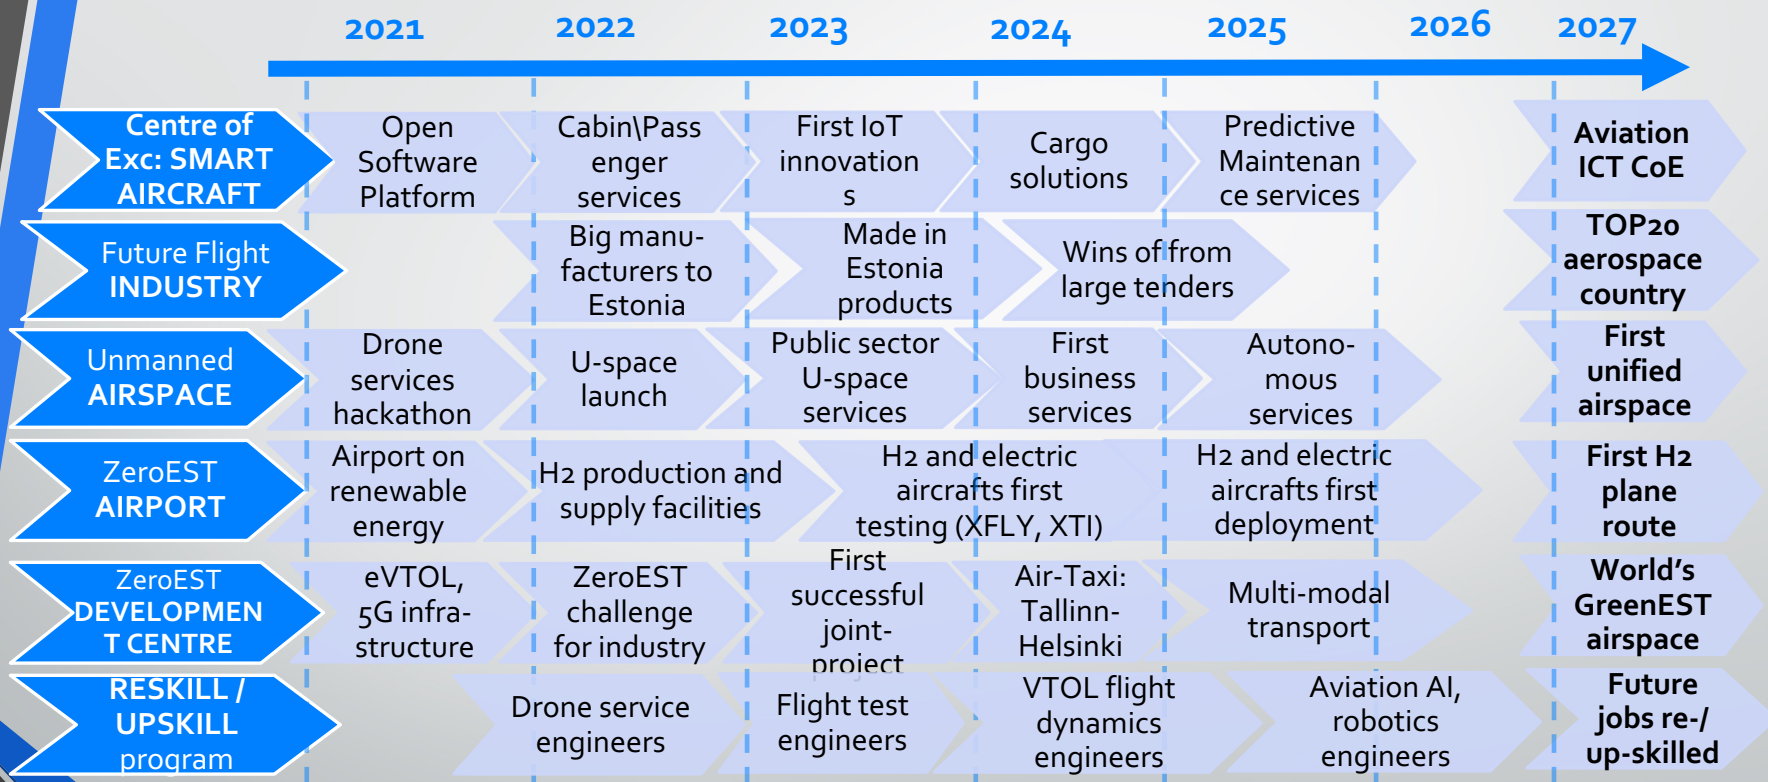 2021
2022
2023
2024
2025
2026
2027
Centre of
Exc: SMART
AIRCRAFT
Open
Software
Platform
Cabin\Pass
enger
services
First IoT
innovation
s
Cargo
solutions
Predictive
Maintenan
ce services
Aviation
ICT CoE
Future Flight
INDUSTRY
Big manu-
facturers to
Estonia
Made in
Estonia
products
Wins of from
large tenders
TOP20
aerospace
country
Unmanned
AIRSPACE
Drone
services
hackathon
U-space
launch
Public sector
U-space
services
First
business
services
Autono-
mous
services
First
unified
airspace
ZeroEST
AIRPORT
Airport on
renewable
energy
H2 production and
supply facilities
H2 and electric
aircrafts first
testing (XFLY, XTI)
H2 and electric
aircrafts first
deployment
First H2
plane
route
ZeroEST
DEVELOPMEN
T CENTRE
eVTOL,
5G infra-
structure
ZeroEST
challenge
for industry
First
successful
joint-
project
Air-Taxi:
Tallinn-
Helsinki
Multi-modal
transport
World's
GreenEST
airspace
RESKILL /
UPSKILL
program
Drone service
engineers
Flight test
engineers
VTOL flight
dynamics
engineers
Aviation AI,
robotics
engineers
Future
jobs re-/
up-skilled